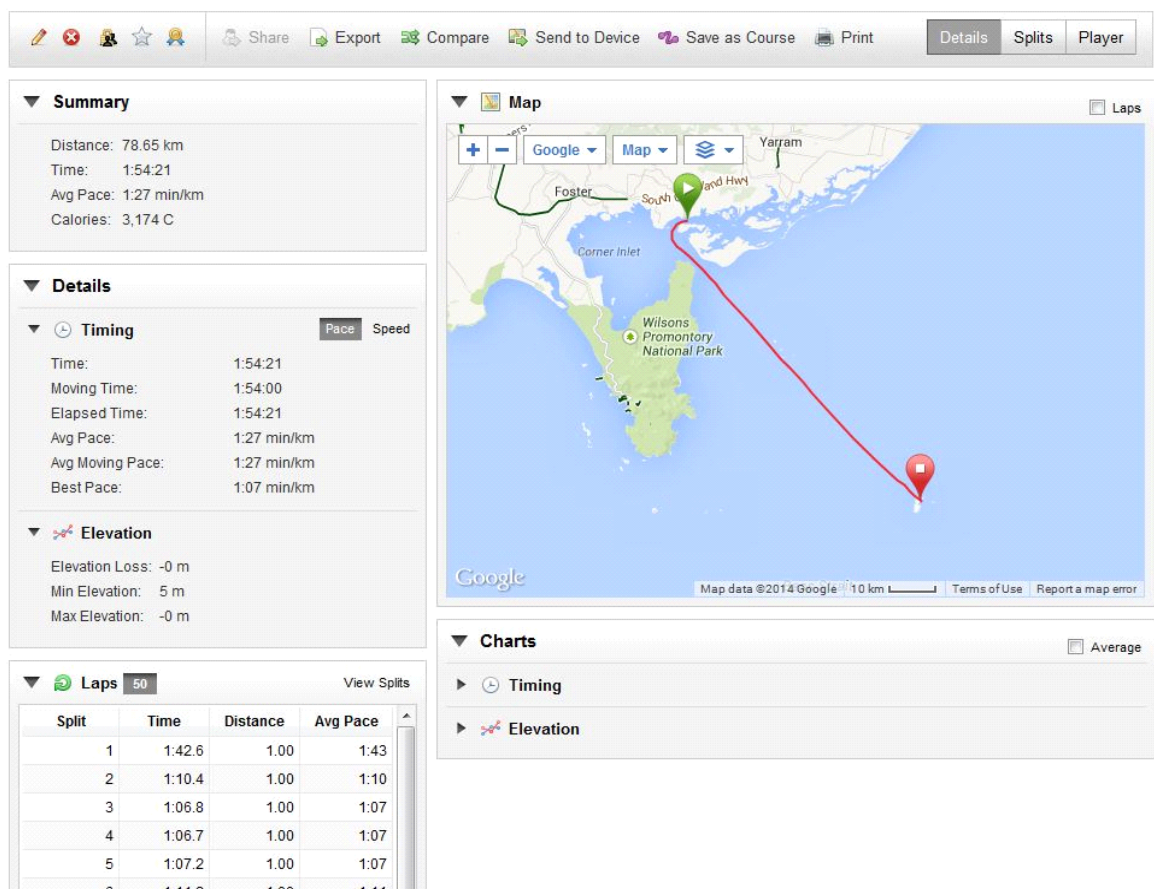 Share Export Compare Send to Device Save as Course Print Details Splits Player
Summary
Distance: 78.65 km
Time: 1:54:21
Avg Pace: 1:27 min/km
Calories: 3,174 C
Details
Timing Pace Speed
Time: 1:54:21
Moving Time: 1:54:00
Elapsed Time: 1:54:21
Avg Pace: 1:27 min/km
Avg Moving Pace: 1:27 min/km
Best Pace: 1:07 min/km
Elevation
Elevation Loss: -0 m
Min Elevation: 5 m
Max Elevation: -0 m
Laps 50 View Splits
Split Time Distance Avg Pace
1 1:42.6 1.00 1:43
2 1:10.4 1.00 1:10
3 1:06.8 1.00 1:07
4 1:06.7 1.00 1:07
5 1:07.2 1.00 1:07
Map Laps
+ − Google Map
Yarram
Foster
South
and Hwy
Corner Inlet
Wilsons
Promontory
National Park
Google
Map data ©2014 Google 10 km Terms of Use Report a map error
Charts Average
Timing
Elevation